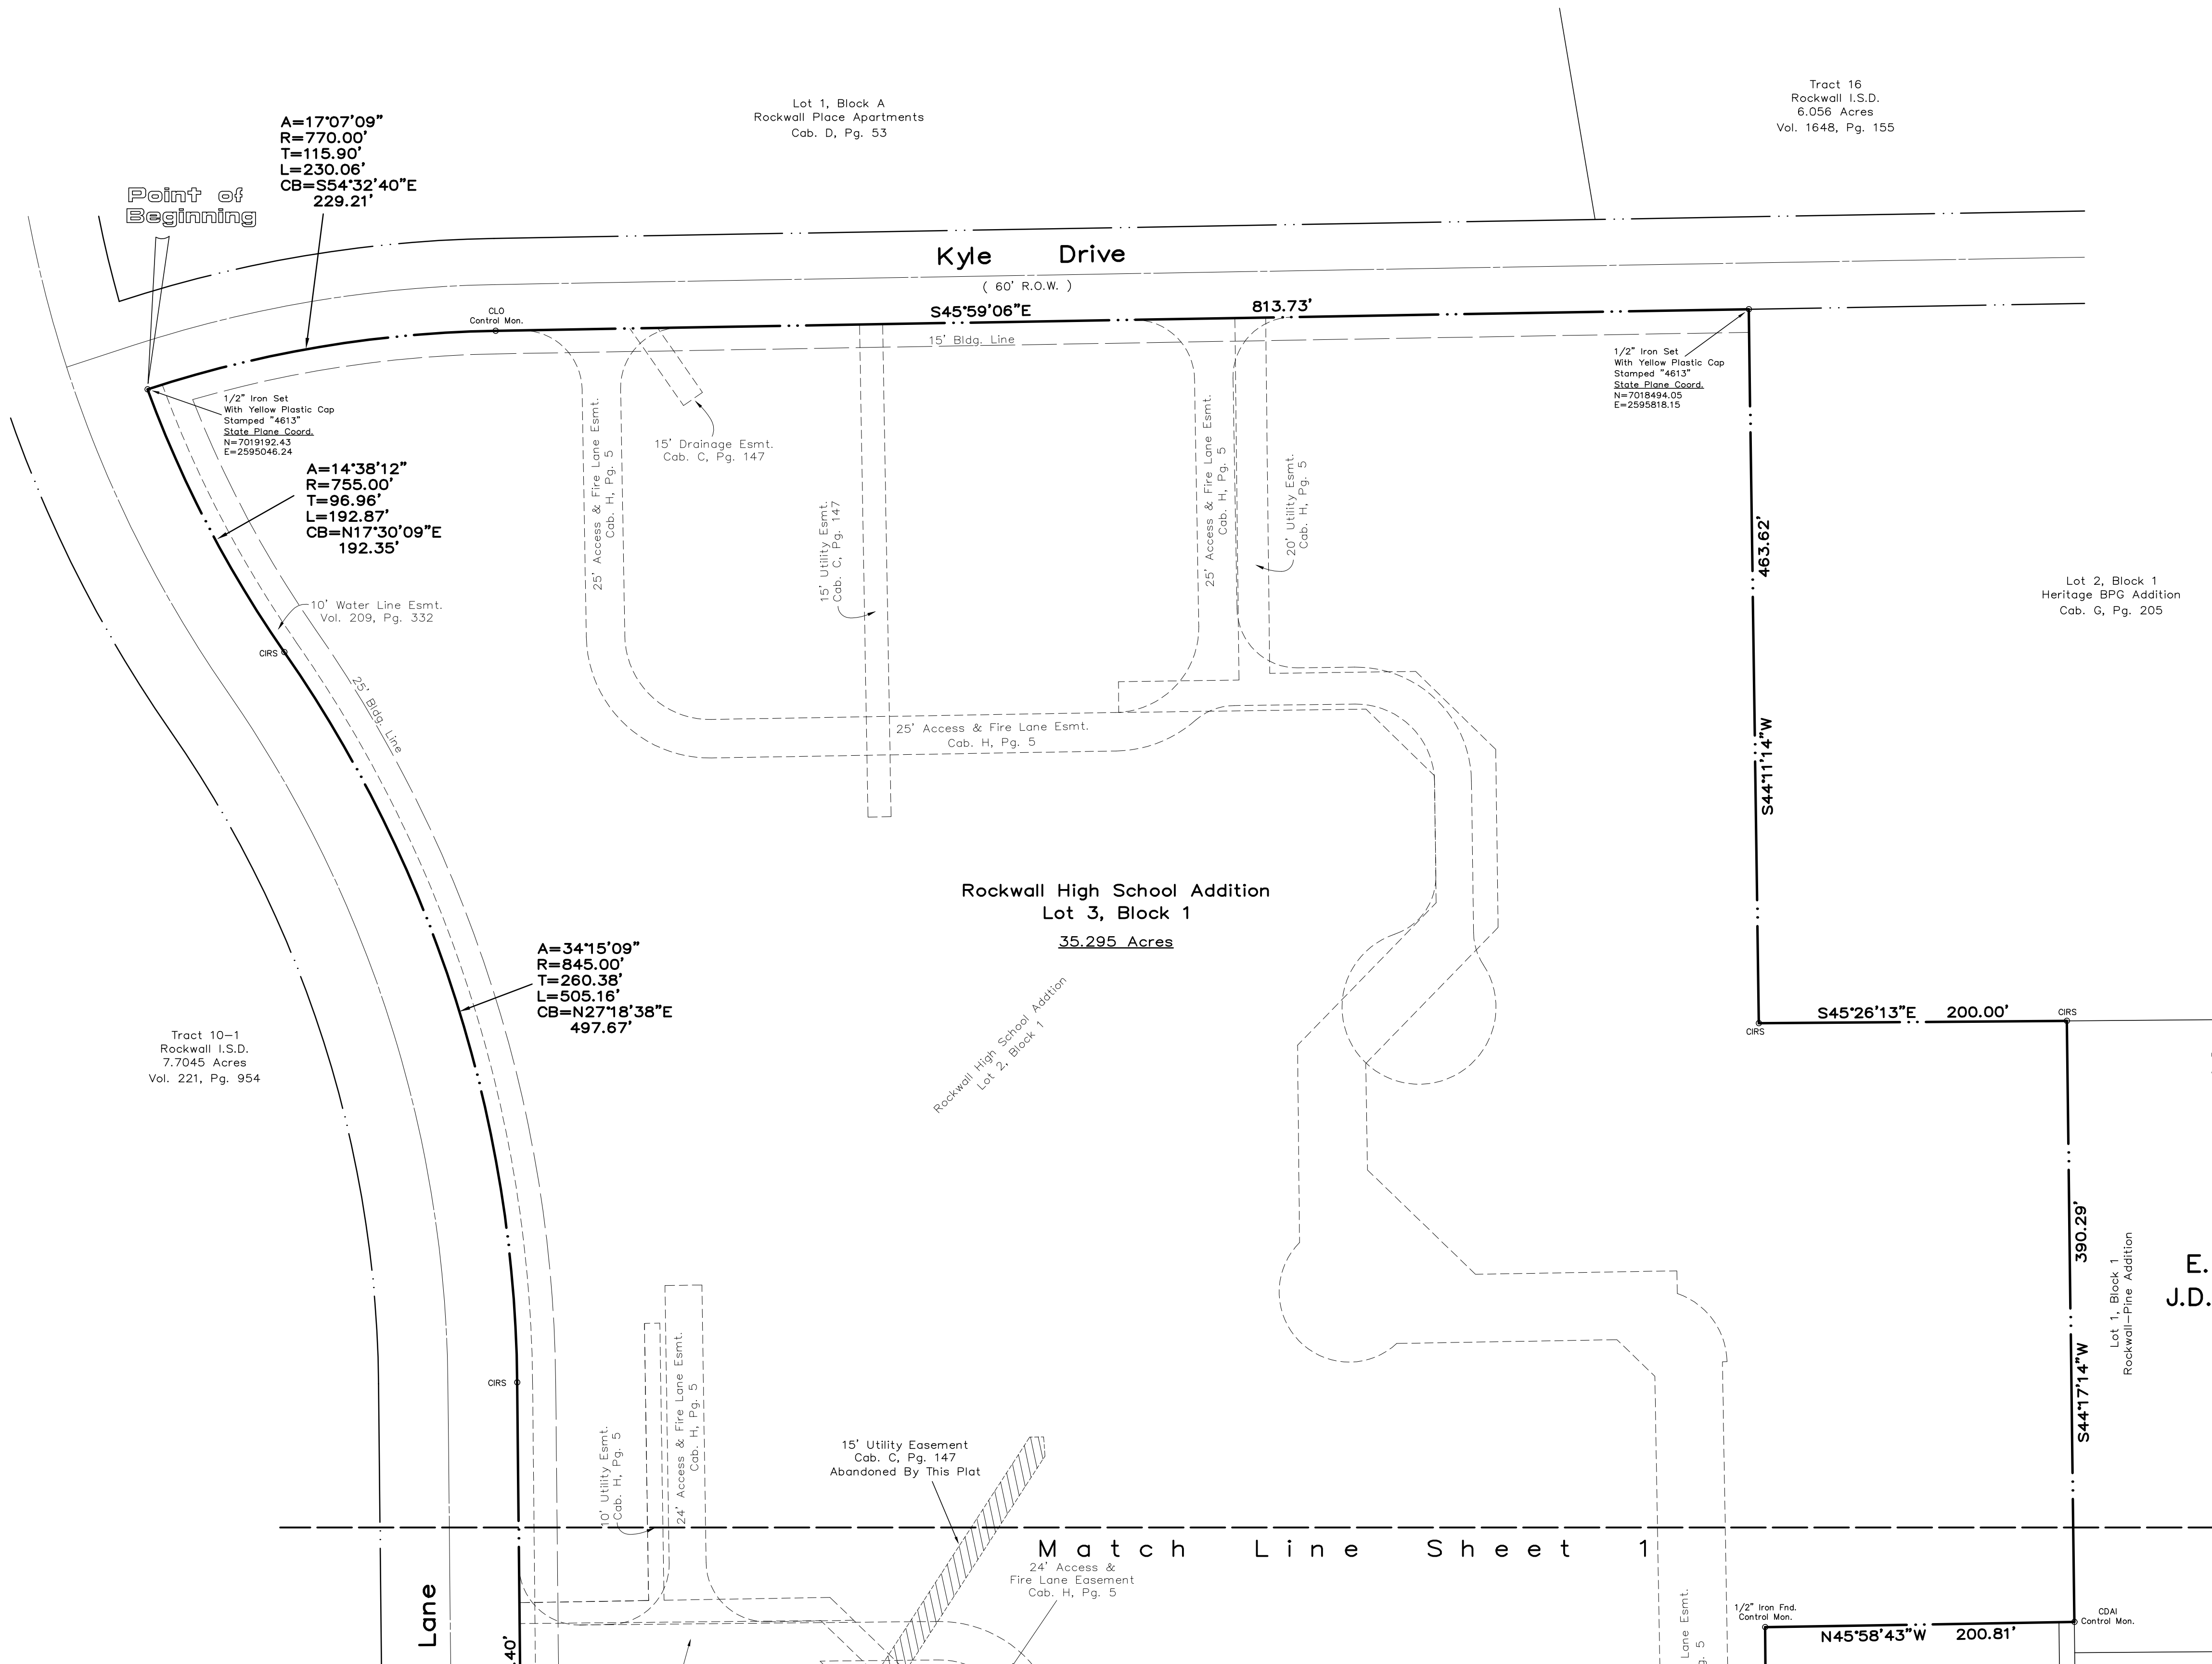 Lot 1, Block A
Rockwall Place Apartments
Cab. D, Pg. 53
Tract 16
Rockwall I.S.D.
6.056 Acres
Vol. 1648, Pg. 155
A=17°07'09"
R=770.00'
T=115.90'
L=230.06'
CB=S54°32'40"E
229.21'
Point of
Beginning
Kyle Drive
( 60' R.O.W. )
S45°59'06"E 813.73'
15' Bldg. Line
CLO
Control Mon.
1/2" Iron Set
With Yellow Plastic Cap
Stamped "4613"
State Plane Coord.
N=7019192.43
E=2595046.24
1/2" Iron Set
With Yellow Plastic Cap
Stamped "4613"
State Plane Coord.
N=7018494.05
E=2595818.15
A=14°38'12"
R=755.00'
T=96.96'
L=192.87'
CB=N17°30'09"E
192.35'
25' Access & Fire Lane Esmt.
Cab. H, Pg. 5
15' Drainage Esmt.
Cab. C, Pg. 147
15' Utility Esmt.
Cab. C, Pg. 147
25' Access & Fire Lane Esmt.
Cab. H, Pg. 5
20' Utility Esmt.
Cab. H, Pg. 5
463.62'
S44°11'14"W
Lot 2, Block 1
Heritage BPG Addition
Cab. G, Pg. 205
10' Water Line Esmt.
Vol. 209, Pg. 332
CIRS
25' Bldg. Line
25' Access & Fire Lane Esmt.
Cab. H, Pg. 5
Rockwall High School Addition
Lot 3, Block 1
35.295 Acres
Rockwall High School Addtion
Lot 2, Block 1
A=34°15'09"
R=845.00'
T=260.38'
L=505.16'
CB=N27°18'38"E
497.67'
Tract 10-1
Rockwall I.S.D.
7.7045 Acres
Vol. 221, Pg. 954
S45°26'13"E 200.00'
CIRS
CIRS
390.29'
S44°17'14"W
Lot 1, Block 1
Rockwall-Pine Addition
E.
J.D.
CIRS
10' Utility Esmt.
Cab. H, Pg. 5
24' Access & Fire Lane Esmt.
Cab. H, Pg. 5
15' Utility Easement
Cab. C, Pg. 147
Abandoned By This Plat
Match Line Sheet 1
24' Access &
Fire Lane Easement
Cab. H, Pg. 5
Lane
.40'
Lane Esmt.
g. 5
1/2" Iron Fnd.
Control Mon.
N45°58'43"W 200.81'
CDAI
Control Mon.